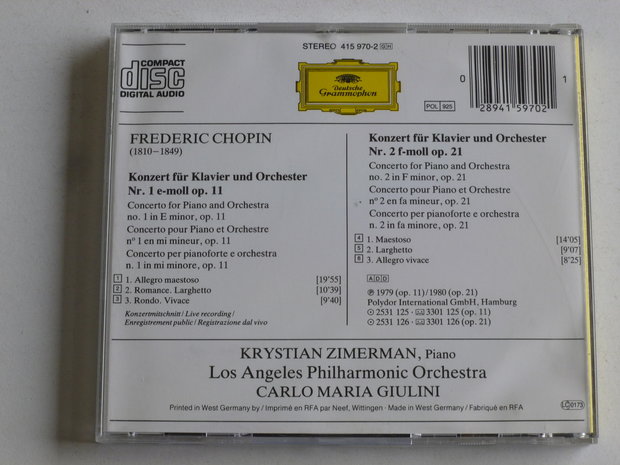 STEREO 415 970-2 GH
COMPACT
disc
DIGITAL AUDIO
Deutsche
Grammophon
POL 925
0 28941 59702 1
FREDERIC CHOPIN
(1810–1849)
Konzert für Klavier und Orchester
Nr. 1 e-moll op. 11
Concerto for Piano and Orchestra
no. 1 in E minor, op. 11
Concerto pour Piano et Orchestre
nº 1 en mi mineur, op. 11
Concerto per pianoforte e orchestra
n. 1 in mi minore, op. 11
1 1. Allegro maestoso [19'55]
2 2. Romance. Larghetto [10'39]
3 3. Rondo. Vivace [9'40]
Konzertmitschnitt / Live recording /
Enregistrement public / Registrazione dal vivo
Konzert für Klavier und Orchester
Nr. 2 f-moll op. 21
Concerto for Piano and Orchestra
no. 2 in F minor, op. 21
Concerto pour Piano et Orchestre
nº 2 en fa mineur, op. 21
Concerto per pianoforte e orchestra
n. 2 in fa minore, op. 21
4 1. Maestoso [14'05]
5 2. Larghetto [9'07]
6 3. Allegro vivace [8'25]
ADD
℗ 1979 (op. 11) / 1980 (op. 21)
Polydor International GmbH, Hamburg
2531 125 · 3301 125 (op. 11)
2531 126 · 3301 126 (op. 21)
KRYSTIAN ZIMERMAN, Piano
Los Angeles Philharmonic Orchestra
CARLO MARIA GIULINI
Printed in West Germany by / Imprimé en RFA par Neef, Wittingen · Made in West Germany / Fabriqué en RFA
LC 0173